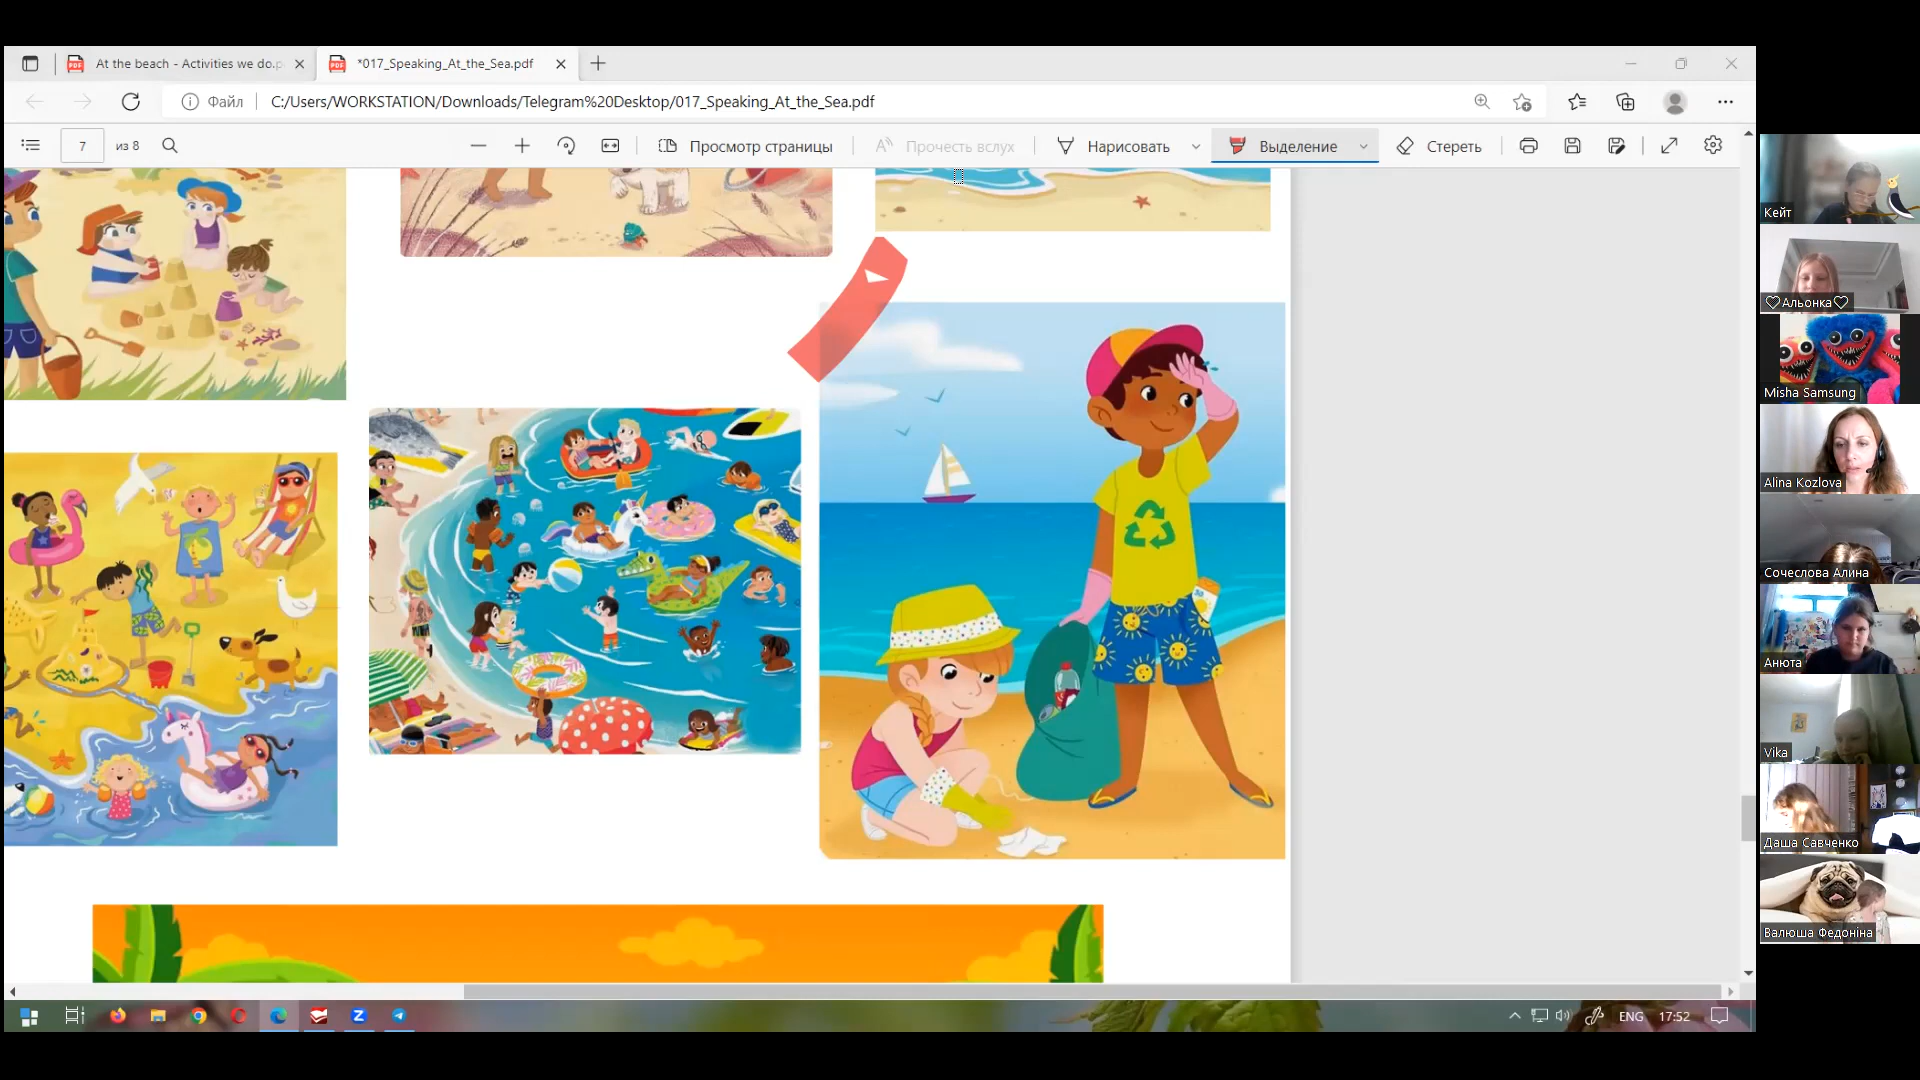 At the beach - Activities we do.p
*017_Speaking_At_the_Sea.pdf
Файл
C:/Users/WORKSTATION/Downloads/Telegram%20Desktop/017_Speaking_At_the_Sea.pdf
7
из 8
Просмотр страницы
Прочесть вслух
Нарисовать
Выделение
Стереть
Кейт
♡Альонка♡
Misha Samsung
Alina Kozlova
Сочеслова Алина
Анюта
Vika
Даша Савченко
Валюша Федоніна
ENG
17:52